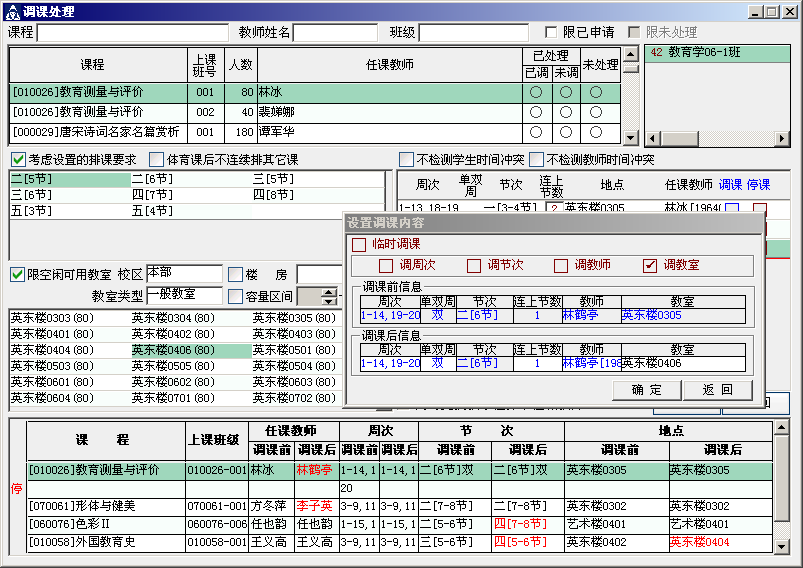 调课处理
课程 教师姓名 班级 限已申请 限未处理
课程 上课班号 人数 任课教师 已处理 未处理
已调 未调
[010026]教育测量与评价 001 80 林冰
[010026]教育测量与评价 002 40 裴娣娜
[000029]唐宋诗词名家名篇赏析 001 180 谭军华
42 教育学06-1班
考虑设置的排课要求 体育课后不连续排其它课
二[5节] 二[6节] 三[5节]
三[6节] 四[7节] 四[8节]
五[3节] 五[4节]
不检测学生时间冲突 不检测教师时间冲突
周次 单双周 节次 连上节数 地点 任课教师 调课 停课
1-13,18-19 一[3-4节] 2 英东楼0305 林冰[1964
限空闲可用教室 校区 本部 楼 房
教室类型 一般教室 容量区间
英东楼0303(80) 英东楼0304(80) 英东楼0305(80)
英东楼0401(80) 英东楼0402(80) 英东楼0403(80)
英东楼0404(80) 英东楼0406(80) 英东楼0501(80)
英东楼0503(80) 英东楼0505(80) 英东楼0504(80)
英东楼0601(80) 英东楼0602(80) 英东楼0603(80)
英东楼0604(80) 英东楼0701(80) 英东楼0702(80)
设置调课内容
临时调课
调周次 调节次 调教师 调教室
调课前信息
周次 单双周 节次 连上节数 教师 教室
1-14,19-20 双 二[6节] 1 林鹤亭 英东楼0305
调课后信息
周次 单双周 节次 连上节数 教师 教室
1-14,19-20 双 二[6节] 1 林鹤亭[198 英东楼0406
确 定 返 回
停
课 程 上课班级 任课教师 周次 节 次 地点
调课前 调课后 调课前 调课后 调课前 调课后 调课前 调课后
[010026]教育测量与评价 010026-001 林冰 林鹤亭 1-14,1 1-14,1 二[6节]双 二[6节]双 英东楼0305 英东楼0305
20
[070061]形体与健美 070061-001 方冬萍 李子英 3-9,11 3-9,11 二[7-8节] 二[7-8节] 英东楼0302 英东楼0302
[060076]色彩Ⅱ 060076-006 任也韵 任也韵 1-15,1 1-15,1 二[5-6节] 四[7-8节] 艺术楼0401 艺术楼0401
[010058]外国教育史 010058-001 王义高 王义高 3-9,11 3-9,11 三[5-6节] 四[5-6节] 英东楼0402 英东楼0404